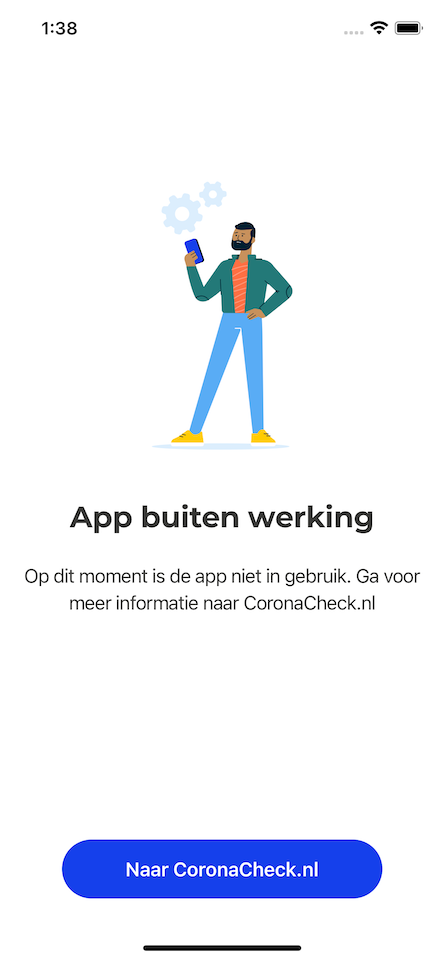 1:38
App buiten werking
Op dit moment is de app niet in gebruik. Ga voor
meer informatie naar CoronaCheck.nl
Naar CoronaCheck.nl